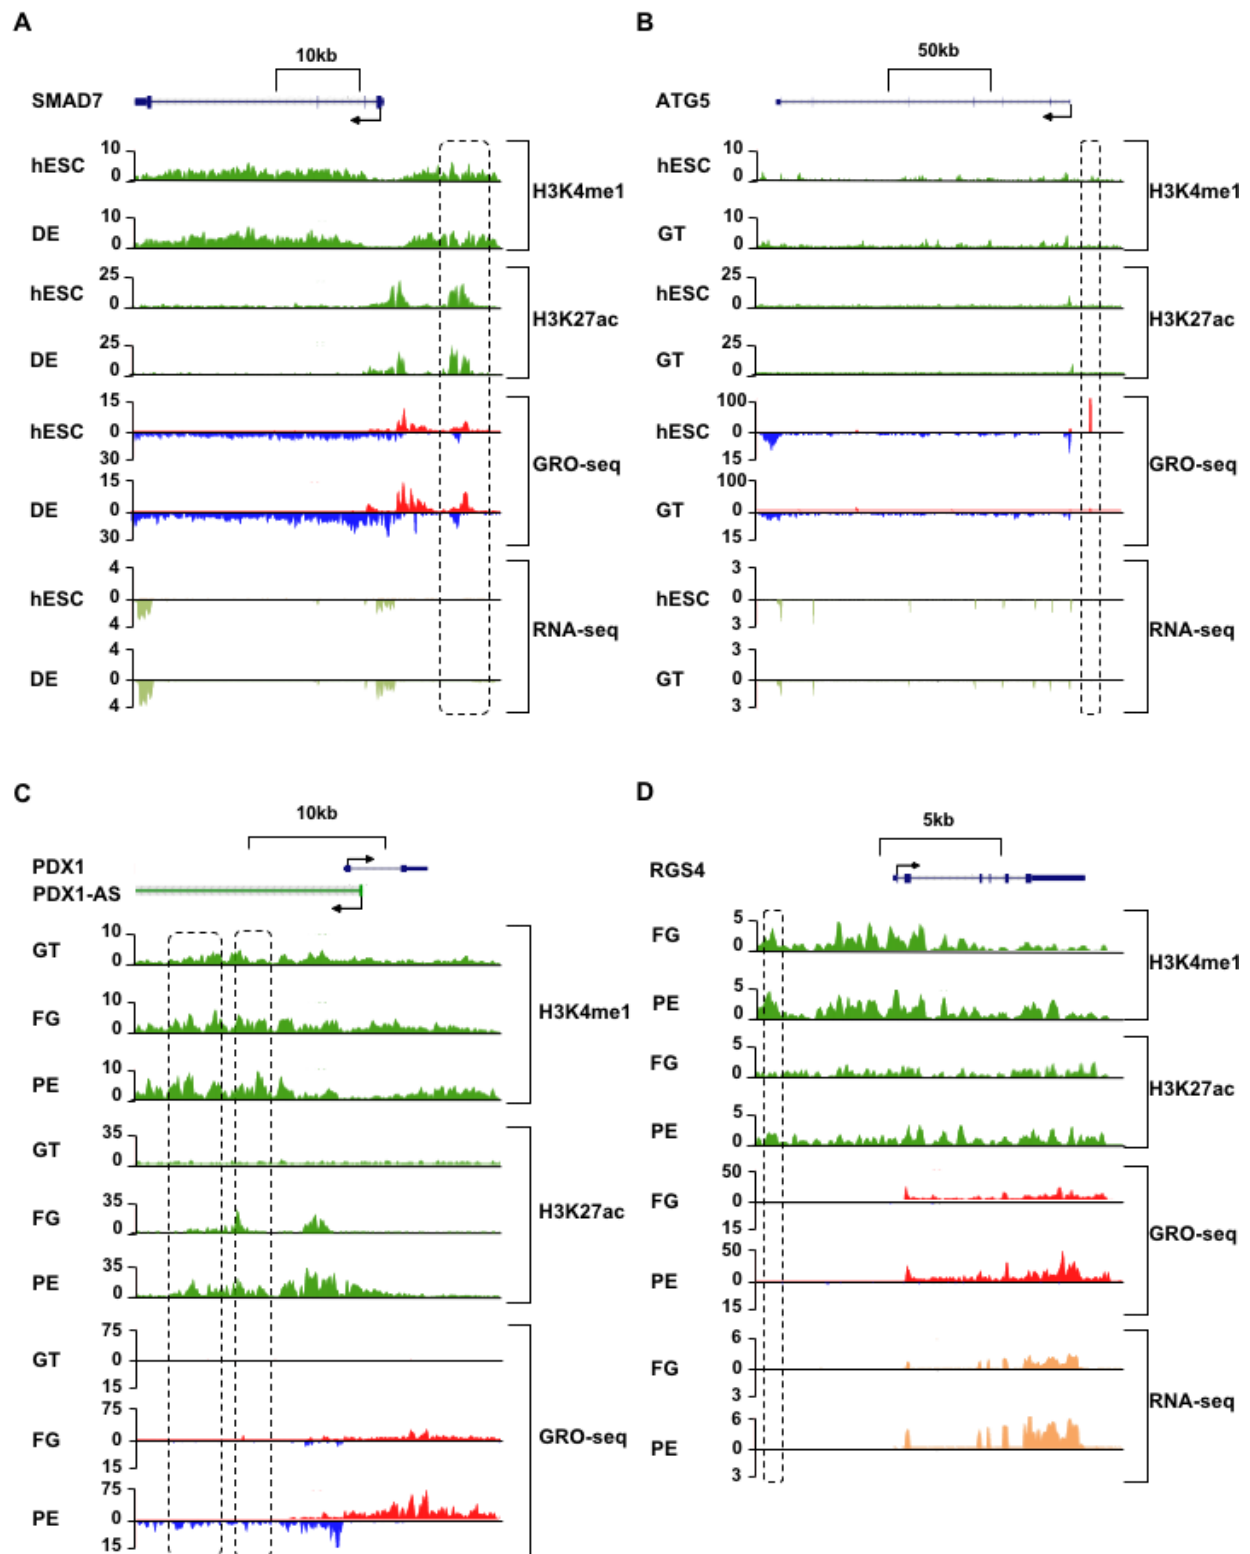 A
10kb
SMAD7
hESC 10 0
DE 10 0
H3K4me1
hESC 25 0
DE 25 0
H3K27ac
hESC 15 0 30
DE 15 0 30
GRO-seq
hESC 4 0 4
DE 4 0 4
RNA-seq
B
50kb
ATG5
hESC 10 0
GT 10 0
H3K4me1
hESC 25 0
GT 25 0
H3K27ac
hESC 100 0 15
GT 100 0 15
GRO-seq
hESC 3 0 3
GT 3 0 3
RNA-seq
C
10kb
PDX1
PDX1-AS
GT 10 0
FG 10 0
PE 10 0
H3K4me1
GT 35 0
FG 35 0
PE 35 0
H3K27ac
GT 75 0 15
FG 75 0 15
PE 75 0 15
GRO-seq
D
5kb
RGS4
FG 5 0
PE 5 0
H3K4me1
FG 5 0
PE 5 0
H3K27ac
FG 50 0 15
PE 50 0 15
GRO-seq
FG 6 0 3
PE 6 0 3
RNA-seq